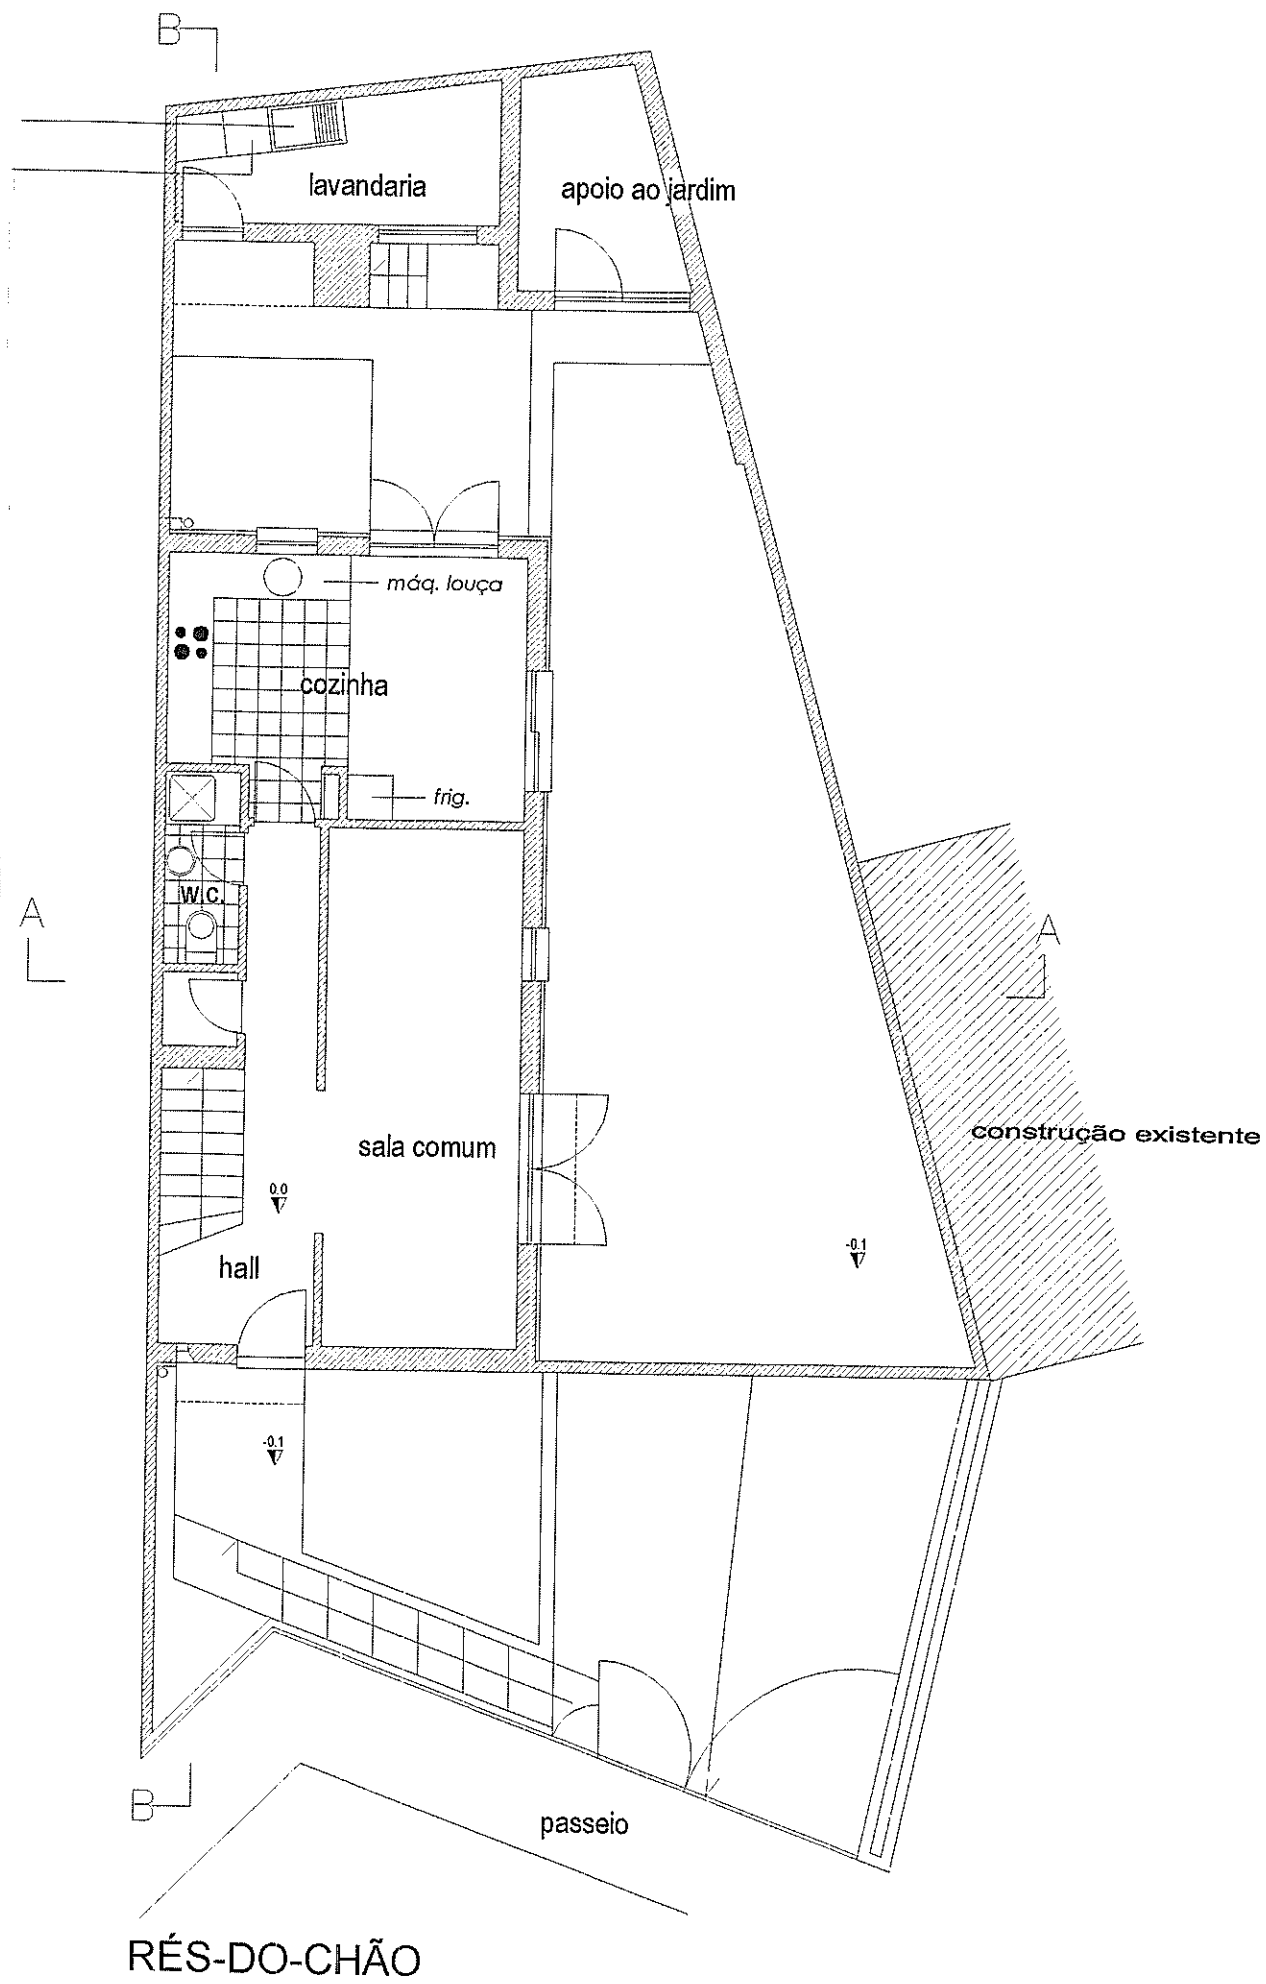 B
lavandaria
apoio ao jardim
máq. louça
cozinha
frig.
W.C.
A
A
construção existente
sala comum
0.0
-0.1
hall
-0.1
B
passeio
RÉS-DO-CHÃO